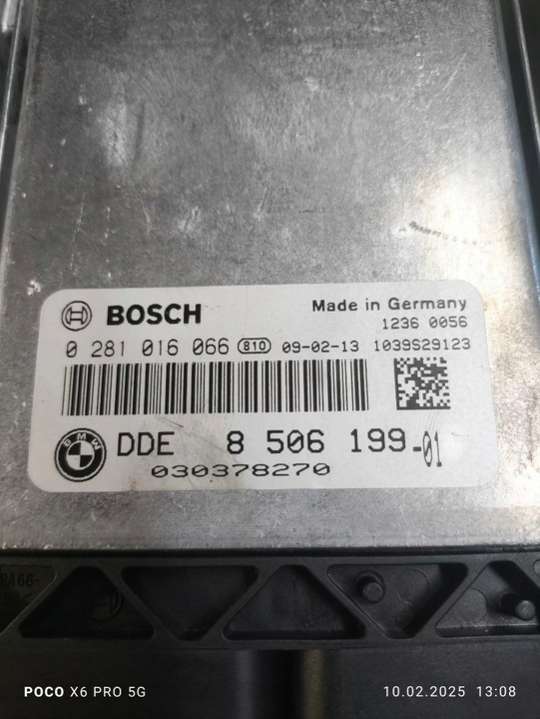 BOSCH
Made in Germany
1236 0056
0 281 016 066 810 09-02-13 1039S29123
BMW
DDE 8 506 199-01
030378270
POCO X6 PRO 5G
10.02.2025 13:08